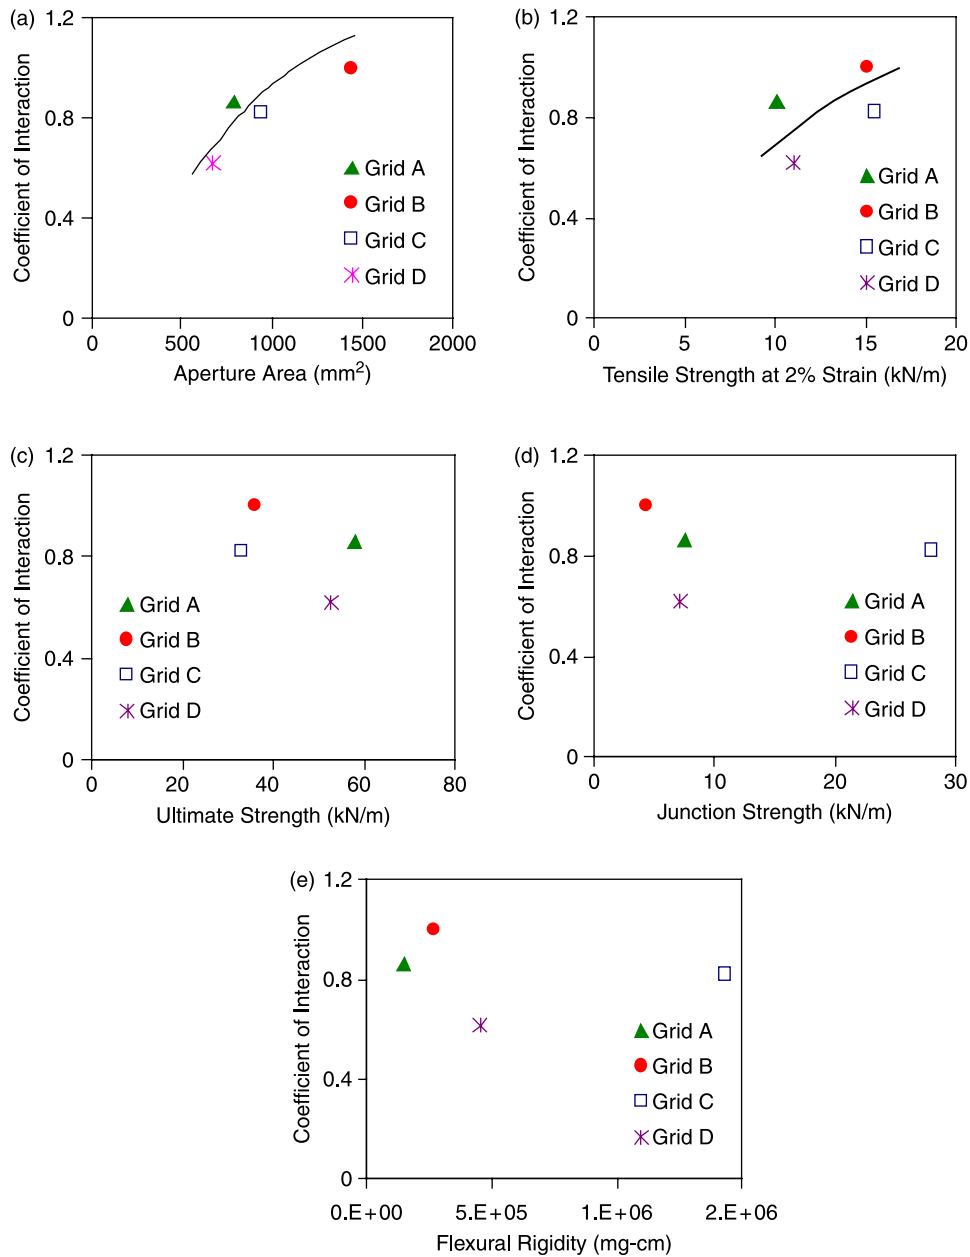 (a)
1.2
0.8
0.4
0
Coefficient of Interaction
Grid A
Grid B
Grid C
Grid D
0 500 1000 1500 2000
Aperture Area (mm²)
(b)
1.2
0.8
0.4
0
Coefficient of Interaction
Grid A
Grid B
Grid C
Grid D
0 5 10 15 20
Tensile Strength at 2% Strain (kN/m)
(c)
1.2
0.8
0.4
0
Coefficient of Interaction
Grid A
Grid B
Grid C
Grid D
0 20 40 60 80
Ultimate Strength (kN/m)
(d)
1.2
0.8
0.4
0
Coefficient of Interaction
Grid A
Grid B
Grid C
Grid D
0 10 20 30
Junction Strength (kN/m)
(e)
1.2
0.8
0.4
0
Coefficient of Interaction
Grid A
Grid B
Grid C
Grid D
0.E+00 5.E+05 1.E+06 2.E+06
Flexural Rigidity (mg-cm)